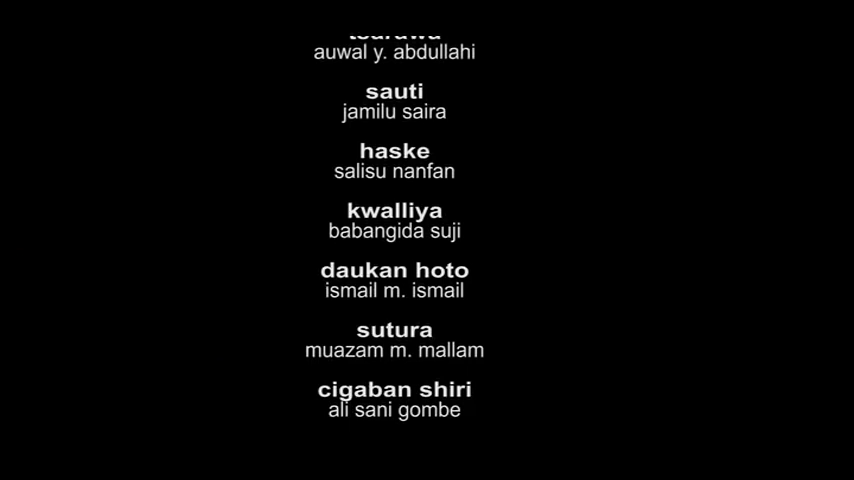 auwal y. abdullahi
sauti
jamilu saira
haske
salisu nanfan
kwalliya
babangida suji
daukan hoto
ismail m. ismail
sutura
muazam m. mallam
cigaban shiri
ali sani gombe